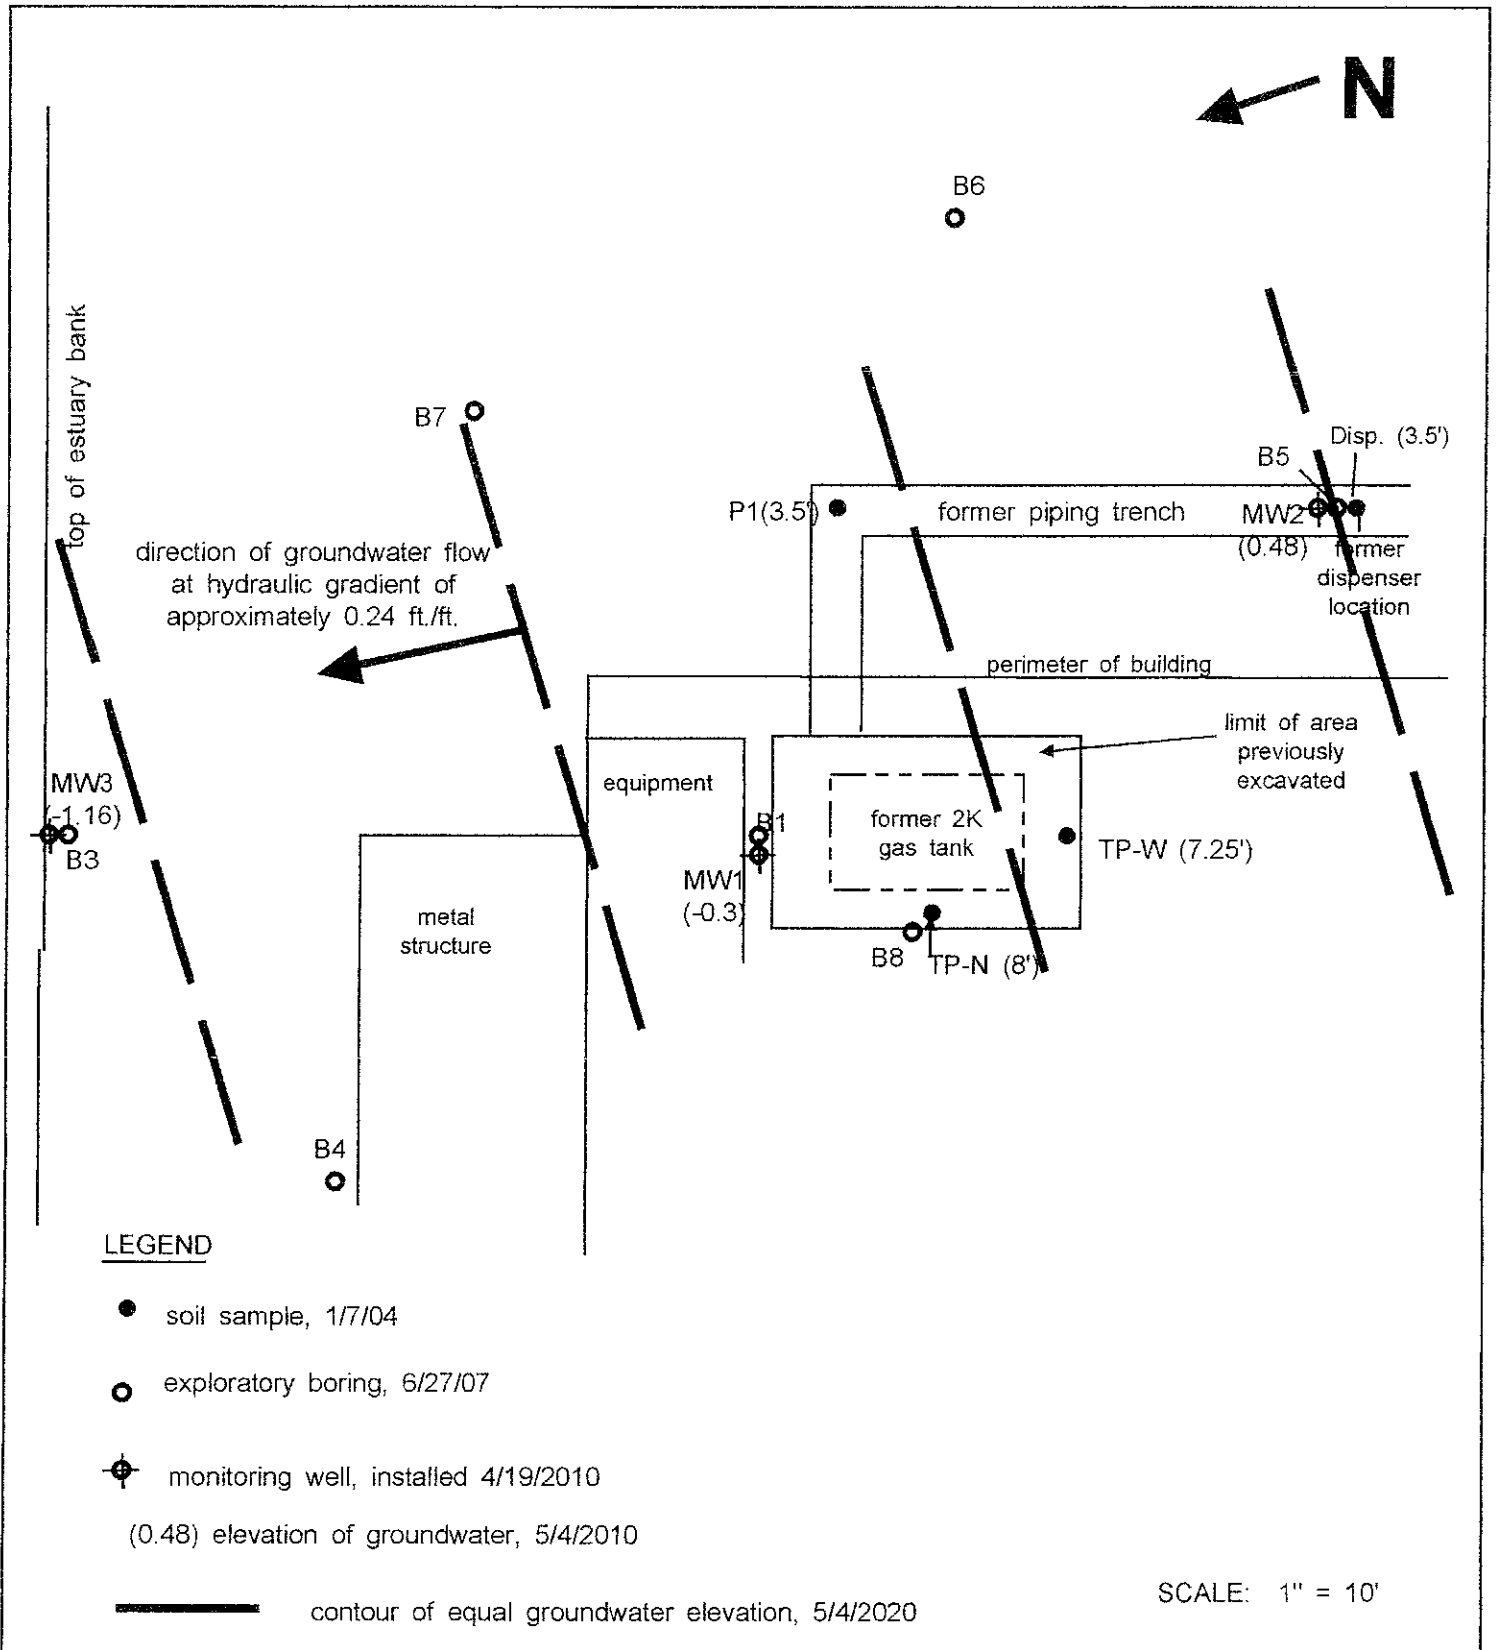 N
B6
top of estuary bank
B7
Disp. (3.5')
B5
P1(3.5')
former piping trench
MW2
(0.48)
former
dispenser
location
direction of groundwater flow
at hydraulic gradient of
approximately 0.24 ft./ft.
perimeter of building
limit of area
previously
excavated
MW3
(-1.16)
B3
equipment
B1
former 2K
gas tank
TP-W (7.25')
MW1
(-0.3)
metal
structure
B8
TP-N (8')
B4
LEGEND
soil sample, 1/7/04
exploratory boring, 6/27/07
monitoring well, installed 4/19/2010
(0.48) elevation of groundwater, 5/4/2010
contour of equal groundwater elevation, 5/4/2020
SCALE: 1" = 10'